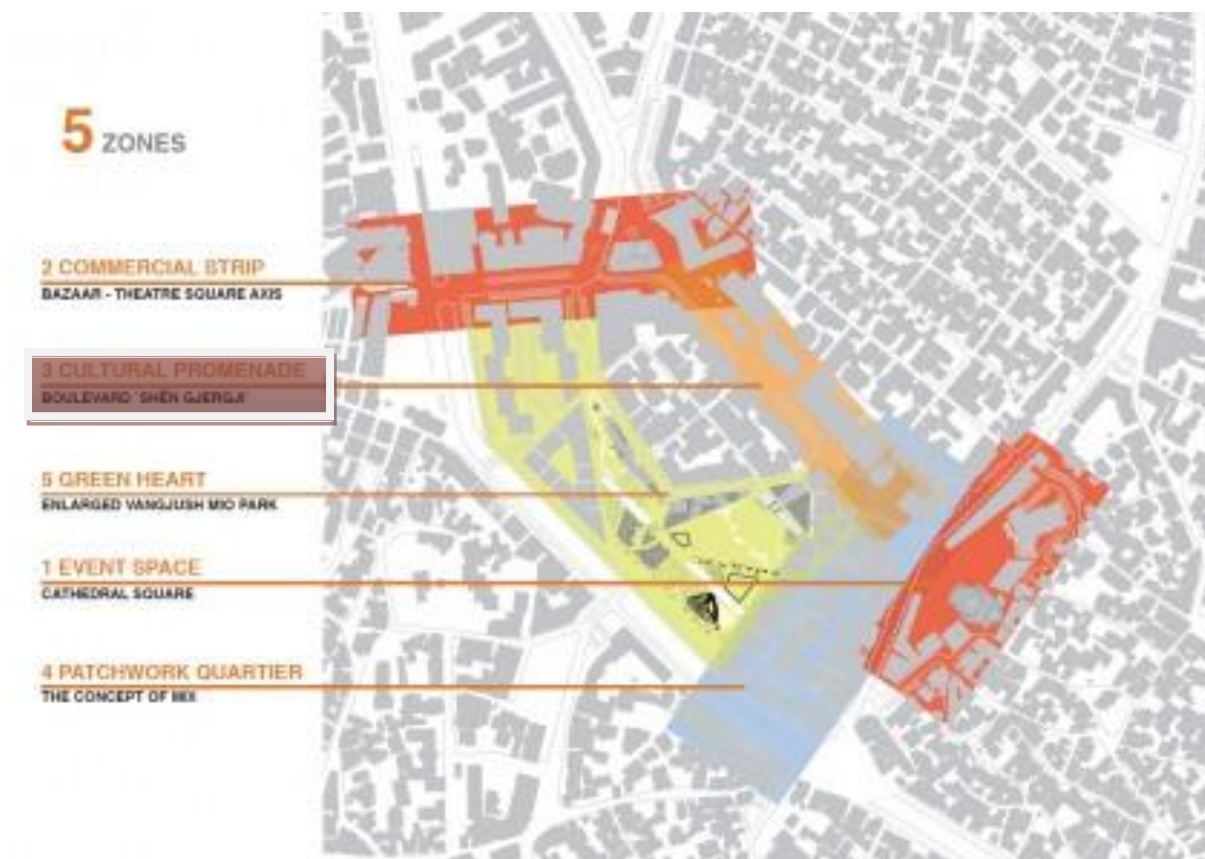 5 ZONES
2 COMMERCIAL STRIP
BAZAAR - THEATRE SQUARE AXIS
3 CULTURAL PROMENADE
BOULEVARD 'SHËN GJERGJI'
5 GREEN HEART
ENLARGED VANGJUSH MIO PARK
1 EVENT SPACE
CATHEDRAL SQUARE
4 PATCHWORK QUARTIER
THE CONCEPT OF MIX